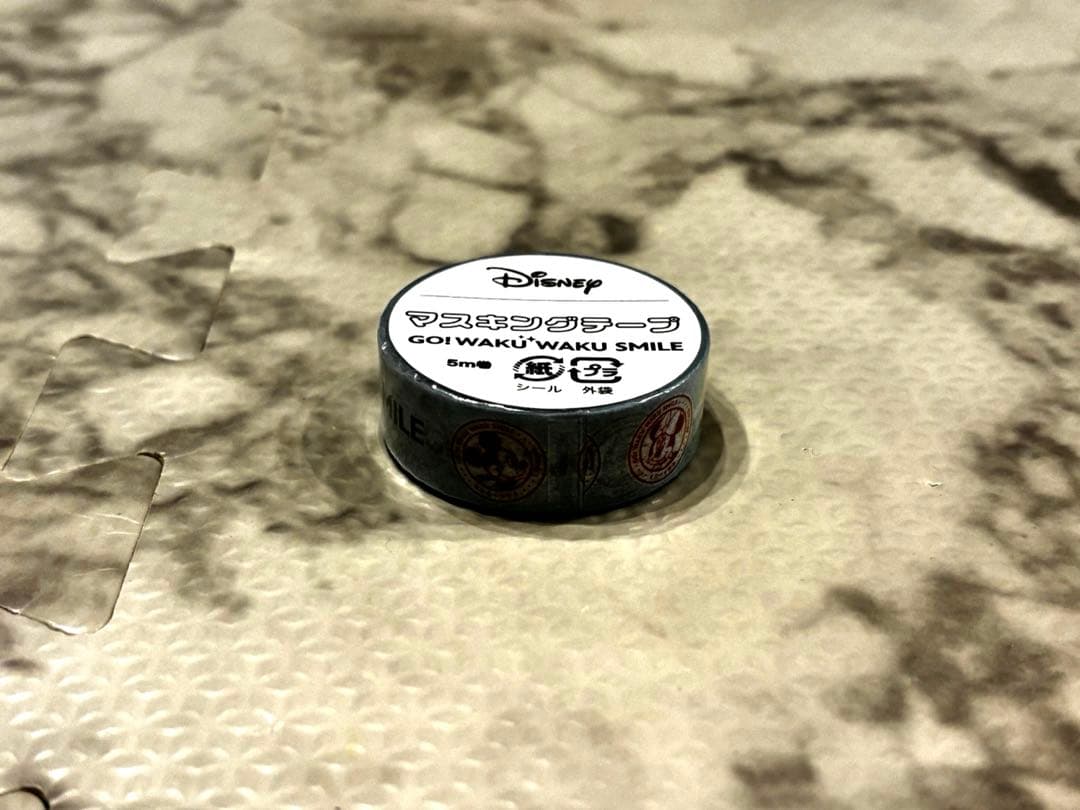 Disney
マスキングテープ
GO! WAKU WAKU SMILE
5m巻
紙 プラ
シール 外袋
MILE